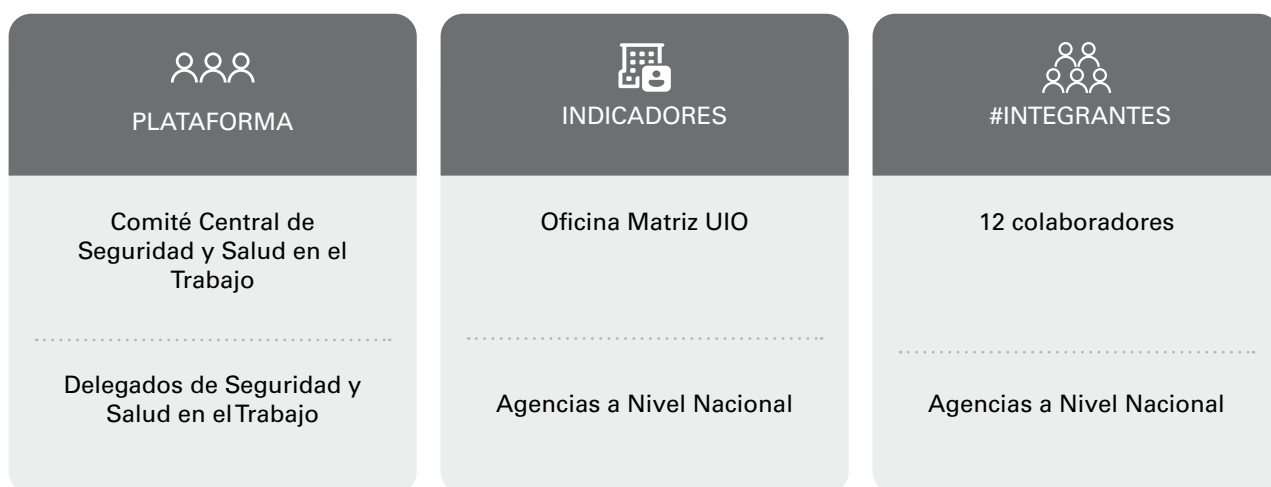 PLATAFORMA
Comité Central de
Seguridad y Salud en el
Trabajo
Delegados de Seguridad y
Salud en el Trabajo
INDICADORES
Oficina Matriz UIO
Agencias a Nivel Nacional
#INTEGRANTES
12 colaboradores
Agencias a Nivel Nacional